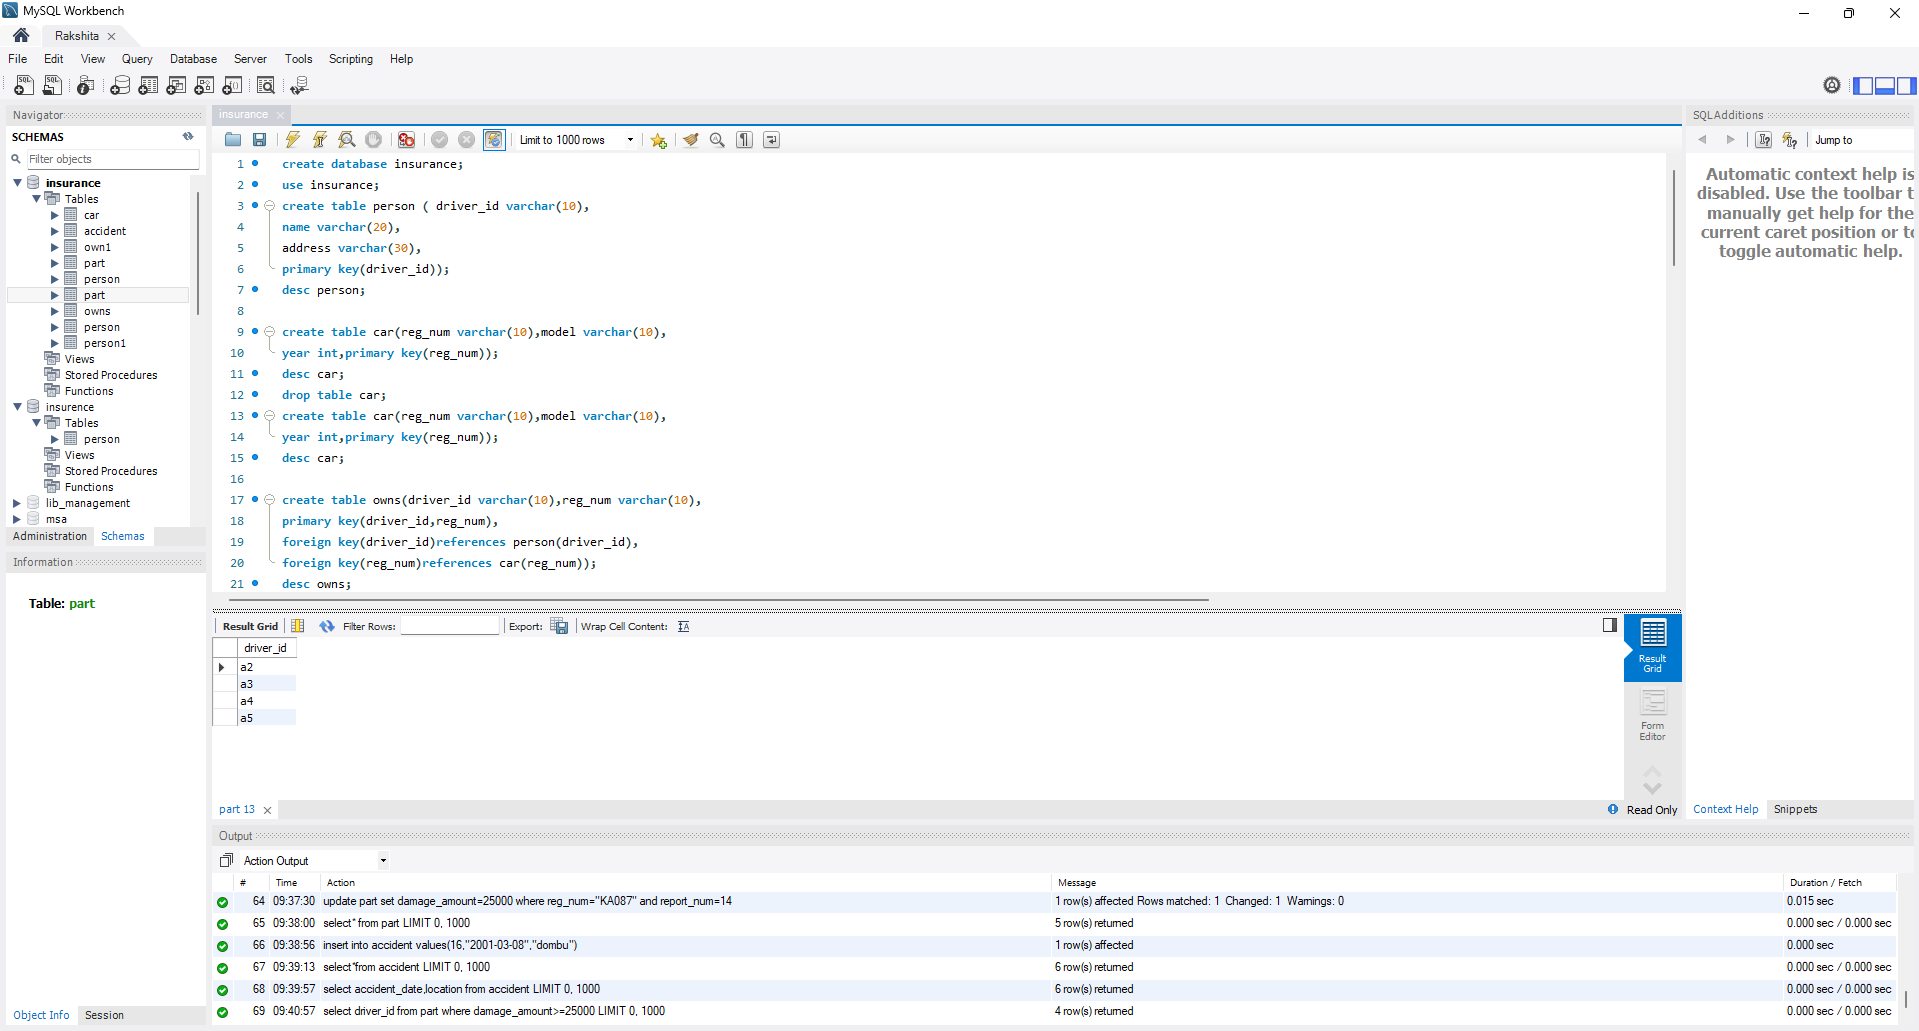 MySQL Workbench
Rakshita
File Edit View Query Database Server Tools Scripting Help
Navigator
SCHEMAS
Filter objects
insurance
Tables
car
accident
own1
part
person
part
owns
person
person1
Views
Stored Procedures
Functions
insurence
Tables
person
Views
Stored Procedures
Functions
lib_management
msa
Administration Schemas
Information
Table: part
Object Info Session
insurance
Limit to 1000 rows
1 create database insurance;
2 use insurance;
3 create table person ( driver_id varchar(10),
4 name varchar(20),
5 address varchar(30),
6 primary key(driver_id));
7 desc person;
8
9 create table car(reg_num varchar(10),model varchar(10),
10 year int,primary key(reg_num));
11 desc car;
12 drop table car;
13 create table car(reg_num varchar(10),model varchar(10),
14 year int,primary key(reg_num));
15 desc car;
16
17 create table owns(driver_id varchar(10),reg_num varchar(10),
18 primary key(driver_id,reg_num),
19 foreign key(driver_id)references person(driver_id),
20 foreign key(reg_num)references car(reg_num));
21 desc owns;
Result Grid Filter Rows: Export: Wrap Cell Content:
driver_id
a2
a3
a4
a5
Result
Grid
Form
Editor
part 13
Read Only
SQLAdditions
Jump to
Automatic context help is
disabled. Use the toolbar t
manually get help for the
current caret position or to
toggle automatic help.
Context Help Snippets
Output
Action Output
# Time Action Message Duration / Fetch
64 09:37:30 update part set damage_amount=25000 where reg_num="KA087" and report_num=14 1 row(s) affected Rows matched: 1 Changed: 1 Warnings: 0 0.015 sec
65 09:38:00 select* from part LIMIT 0, 1000 5 row(s) returned 0.000 sec / 0.000 sec
66 09:38:56 insert into accident values(16,"2001-03-08","dombu") 1 row(s) affected 0.000 sec
67 09:39:13 select*from accident LIMIT 0, 1000 6 row(s) returned 0.000 sec / 0.000 sec
68 09:39:57 select accident_date,location from accident LIMIT 0, 1000 6 row(s) returned 0.000 sec / 0.000 sec
69 09:40:57 select driver_id from part where damage_amount>=25000 LIMIT 0, 1000 4 row(s) returned 0.000 sec / 0.000 sec